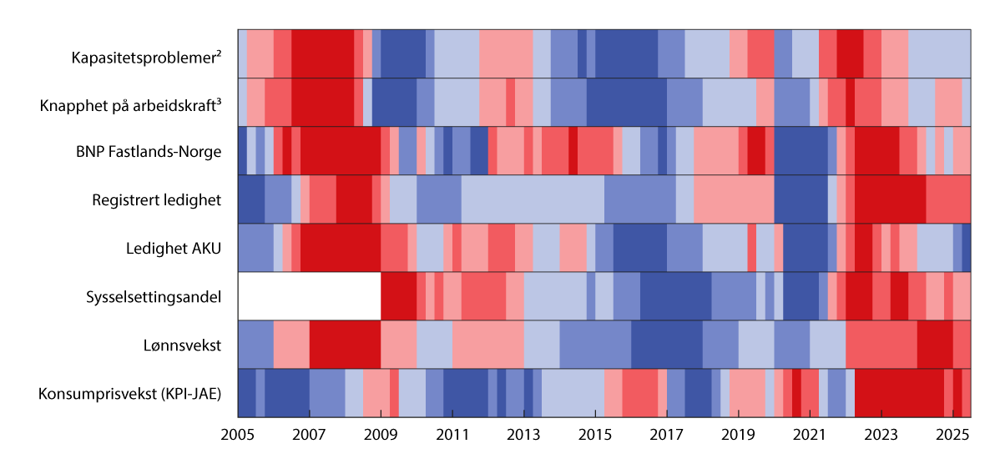 Kapasitetsproblemer²
Knapphet på arbeidskraft³
BNP Fastlands-Norge
Registrert ledighet
Ledighet AKU
Sysselsettingsandel
Lønnsvekst
Konsumprisvekst (KPI-JAE)
2005 2007 2009 2011 2013 2015 2017 2019 2021 2023 2025